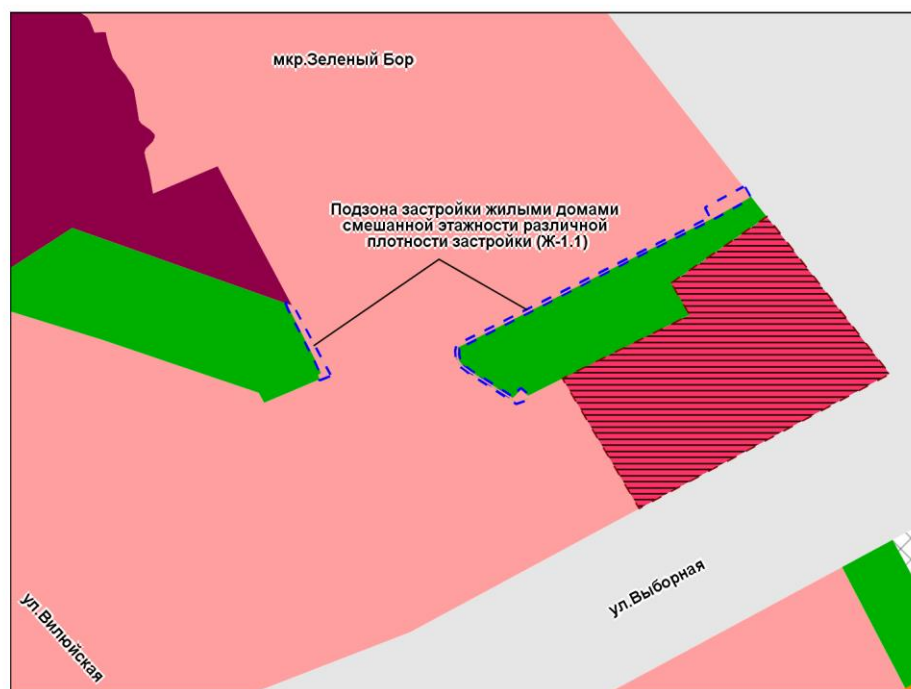 мкр.Зеленый Бор
Подзона застройки жилыми домами
смешанной этажности различной
плотности застройки (Ж-1.1)
ул.Выборная
ул.Вилюйская